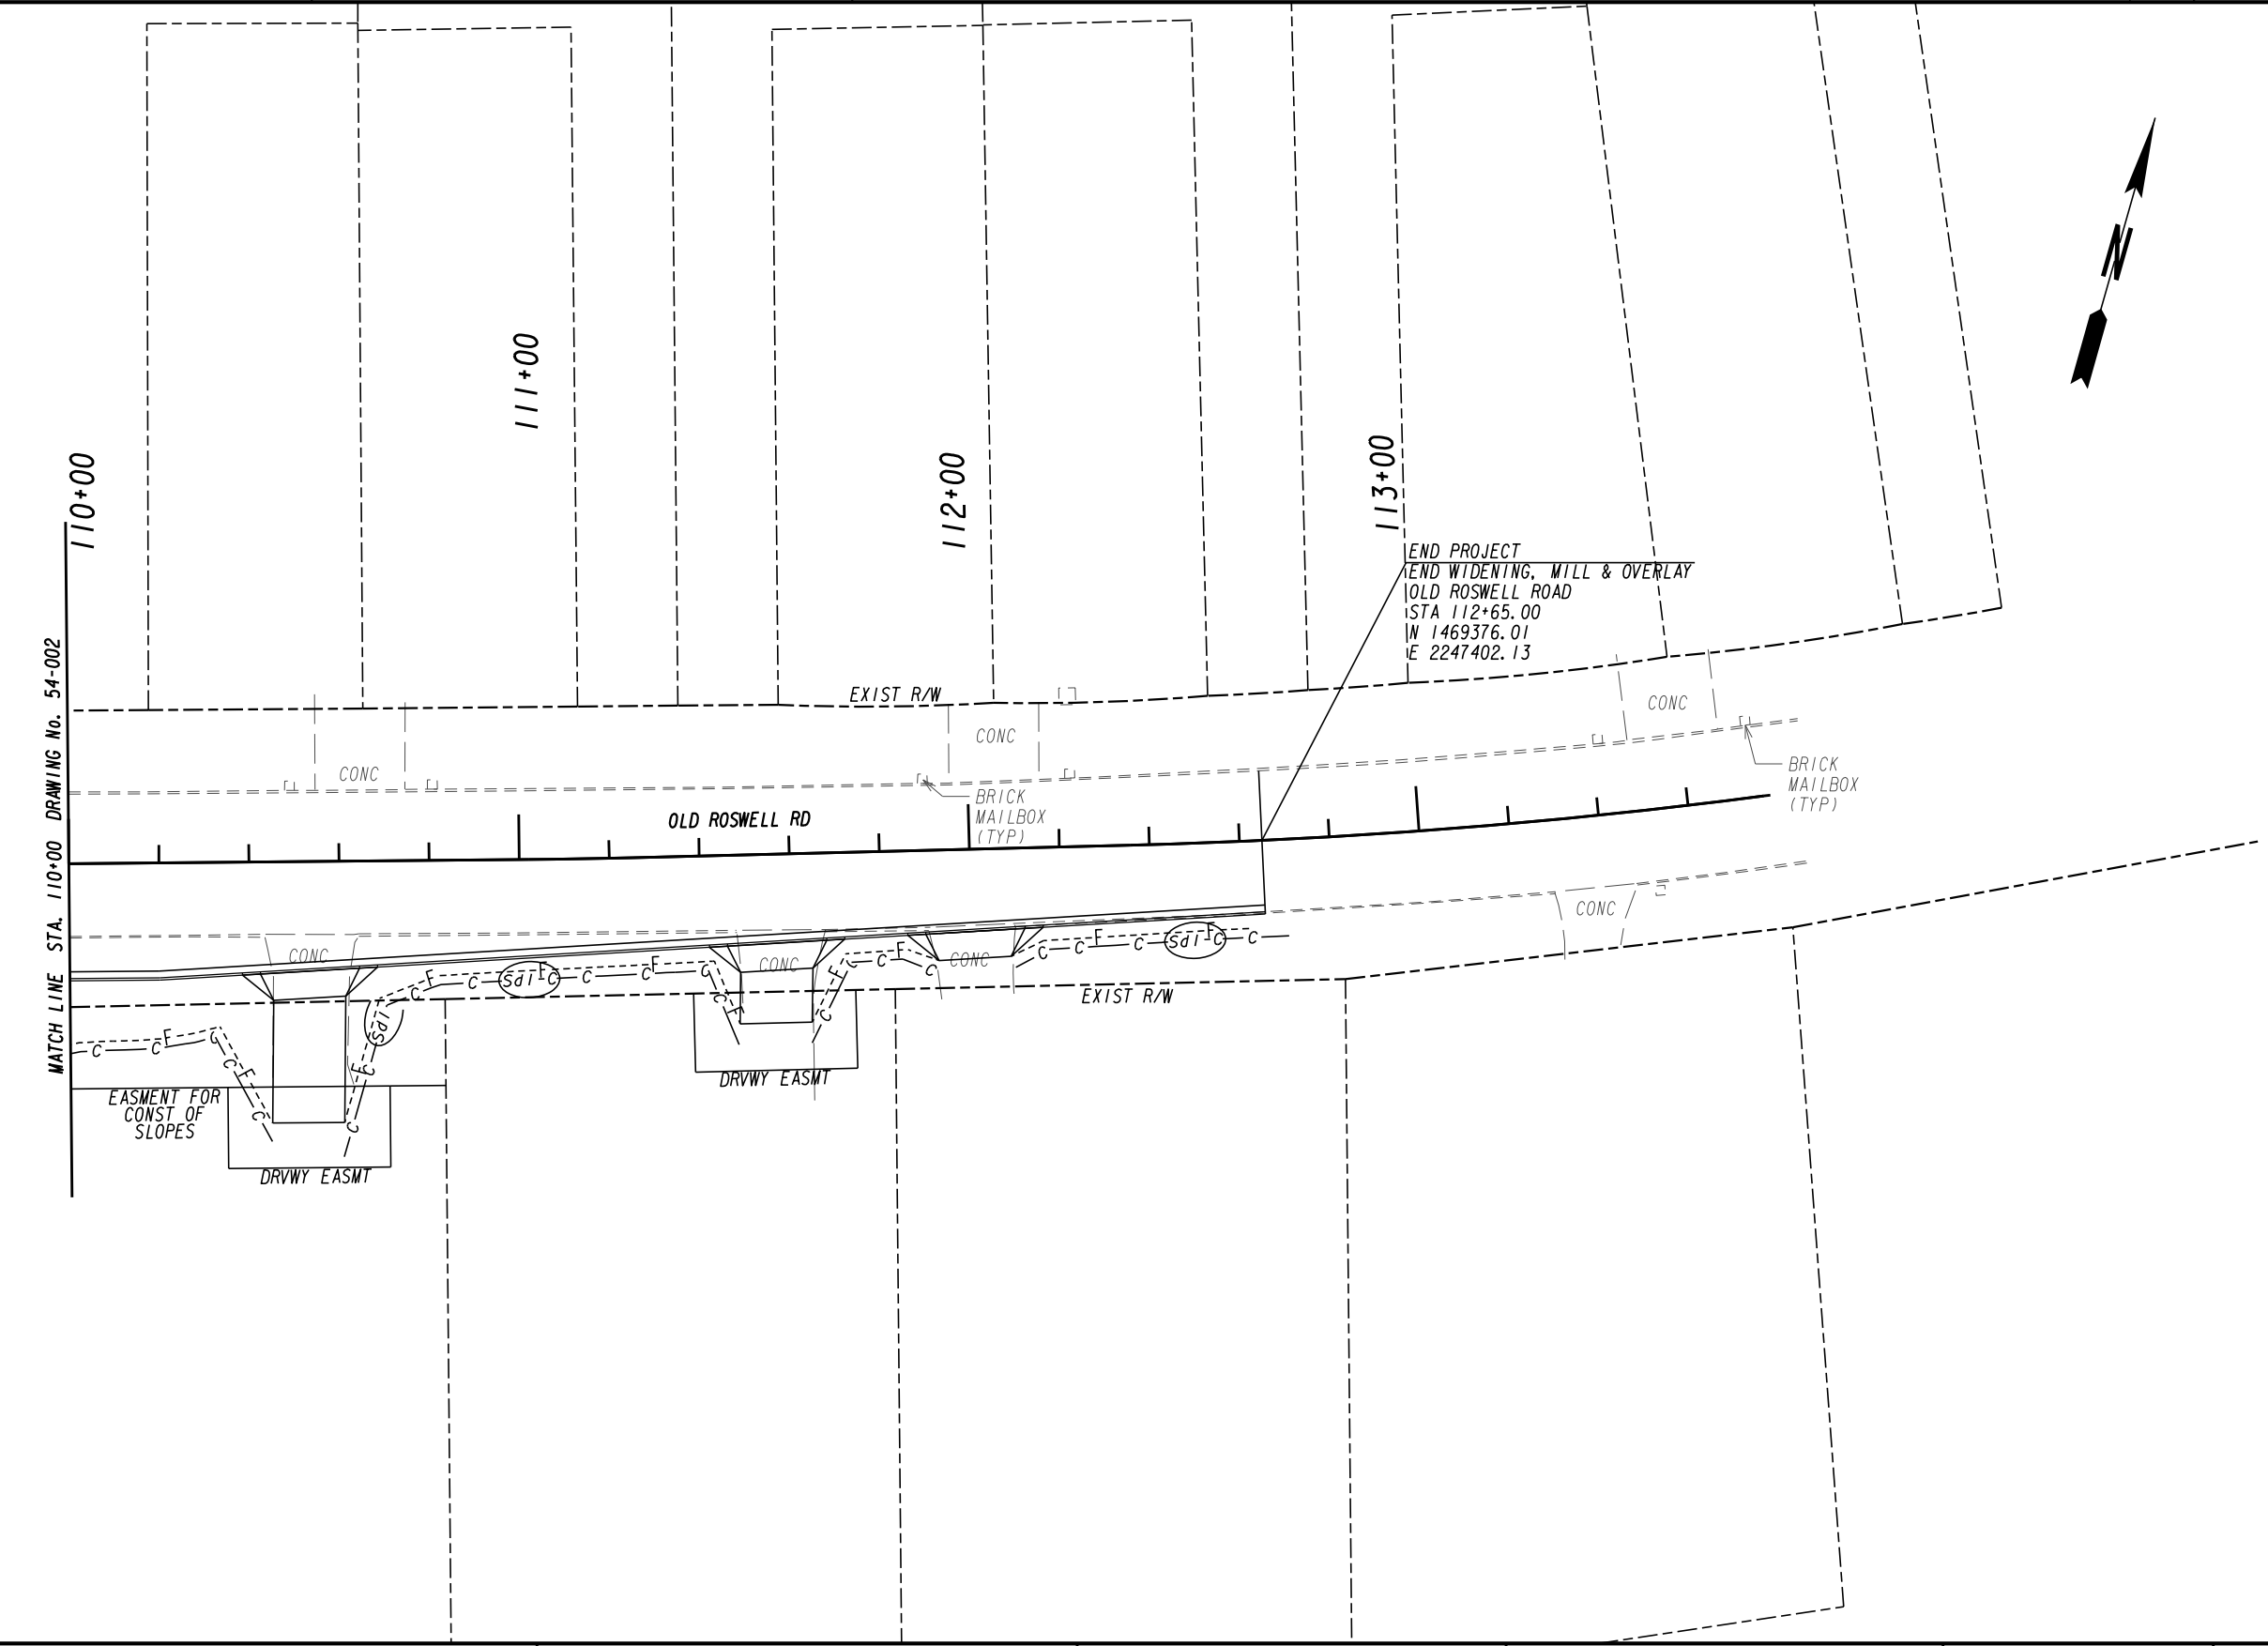 111+00
110+00
112+00
113+00
END PROJECT
END WIDENING, MILL & OVERLAY
OLD ROSWELL ROAD
STA 112+65.00
N 1469376.01
E 2247402.13
MATCH LINE STA. 110+00 DRAWING No. 54-002
EXIST R/W
CONC
CONC
CONC
BRICK
MAILBOX
(TYP)
BRICK
MAILBOX
(TYP)
OLD ROSWELL RD
CONC
CONC
CONC
CONC
EXIST R/W
C C F C C F C
Sd1
F C C F C
Sd1
F C C F C C C F
F C C F C C
C C F C
Sd1
F C C
EASMENT FOR
CONST OF
SLOPES
DRVWY EASMT
DRVWY EASMT
N